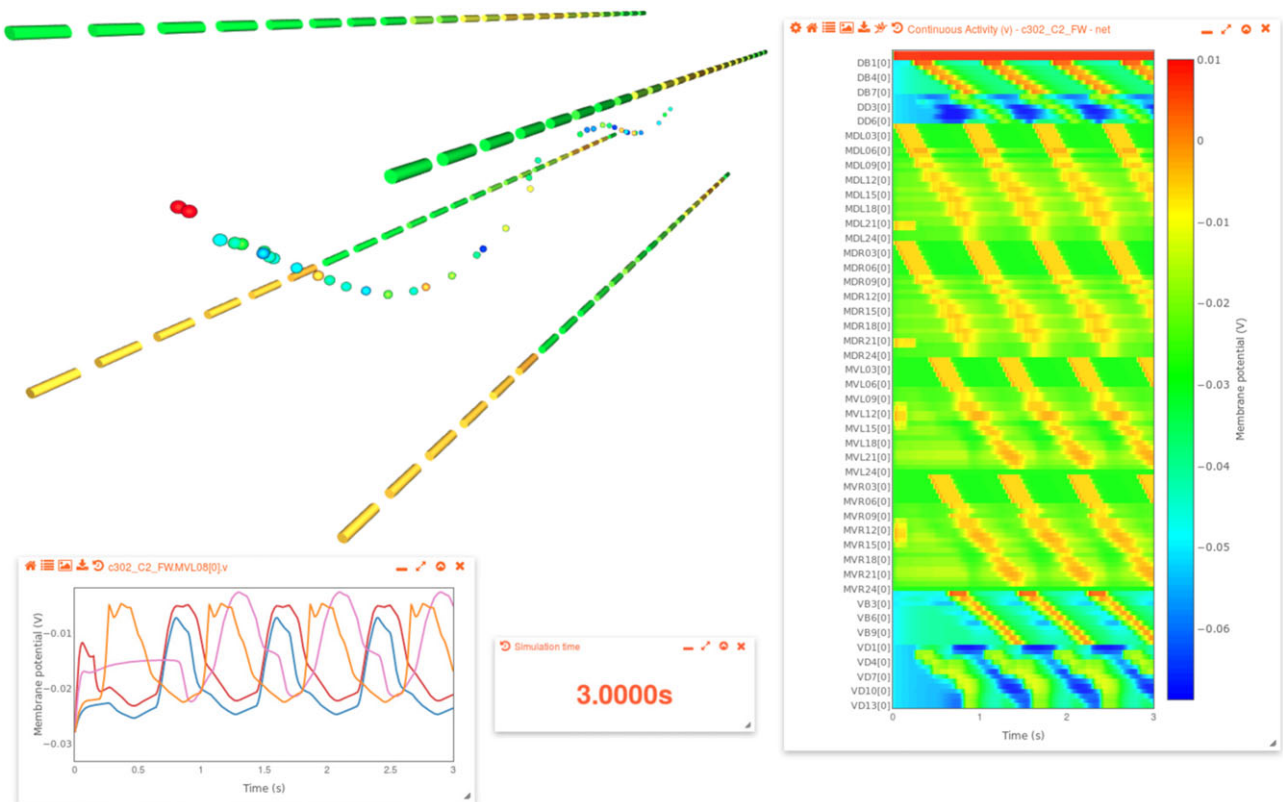 Continuous Activity (v) - c302_C2_FW - net
DB1[0]
DB4[0]
DB7[0]
DD3[0]
DD6[0]
MDL03[0]
MDL06[0]
MDL09[0]
MDL12[0]
MDL15[0]
MDL18[0]
MDL21[0]
MDL24[0]
MDR03[0]
MDR06[0]
MDR09[0]
MDR12[0]
MDR15[0]
MDR18[0]
MDR21[0]
MDR24[0]
MVL03[0]
MVL06[0]
MVL09[0]
MVL12[0]
MVL15[0]
MVL18[0]
MVL21[0]
MVL24[0]
MVR03[0]
MVR06[0]
MVR09[0]
MVR12[0]
MVR15[0]
MVR18[0]
MVR21[0]
MVR24[0]
VB3[0]
VB6[0]
VB9[0]
VD1[0]
VD4[0]
VD7[0]
VD10[0]
VD13[0]
0 1 2 3
Time (s)
0.01
0
−0.01
−0.02
−0.03
−0.04
−0.05
−0.06
Membrane potential (V)
c302_C2_FW.MVL08[0].v
Membrane potential (V)
−0.01
−0.02
−0.03
0 0.5 1 1.5 2 2.5 3
Time (s)
Simulation time
3.0000s